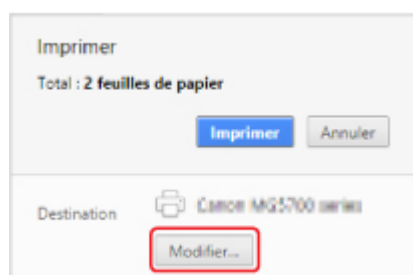 Imprimer
Total : 2 feuilles de papier
Imprimer Annuler
Destination Canon MG5700 series
Modifier...